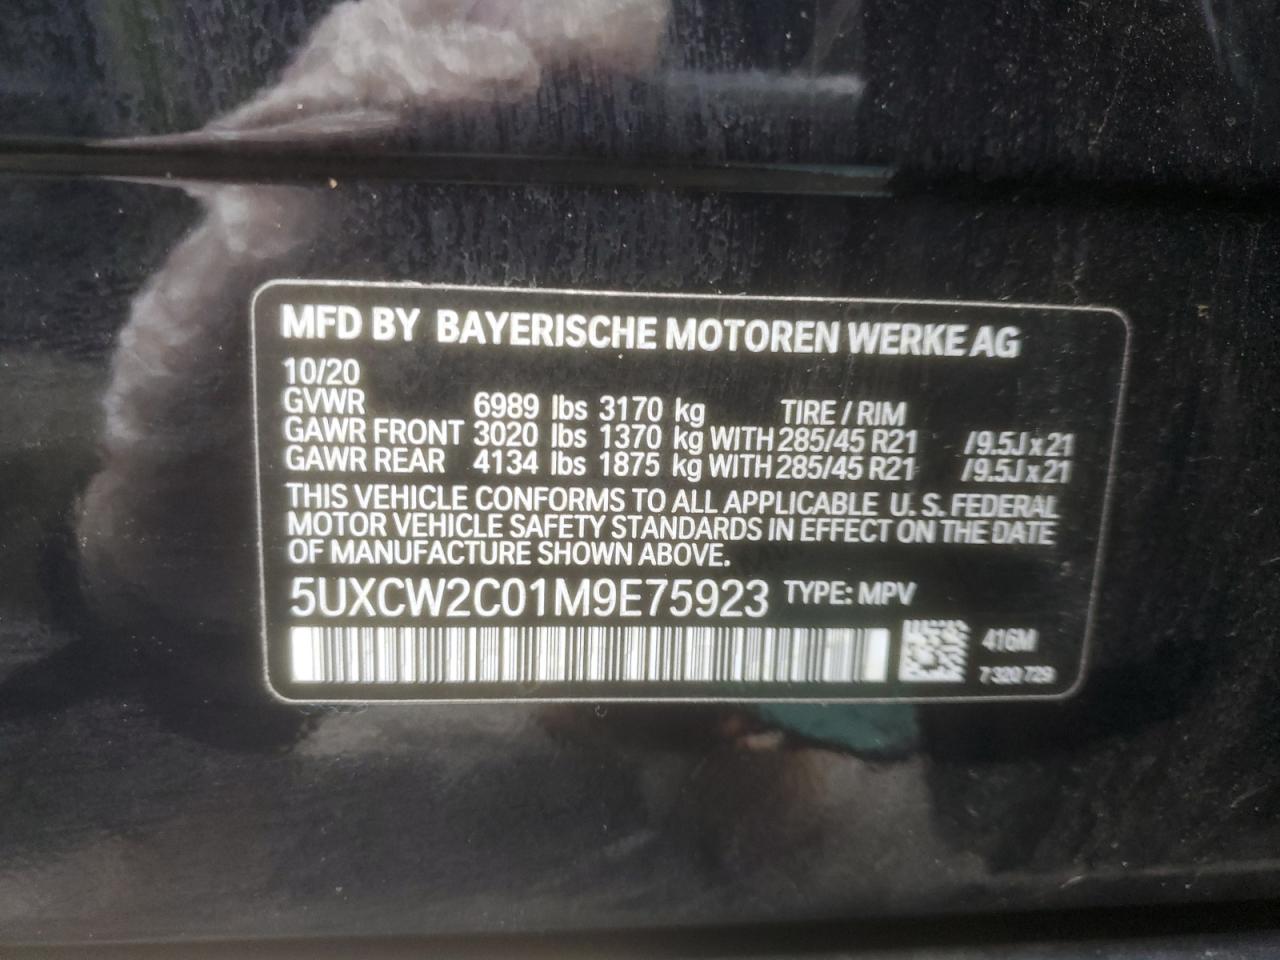 MFD BY BAYERISCHE MOTOREN WERKE AG
10/20
GVWR 6989 lbs 3170 kg TIRE / RIM
GAWR FRONT 3020 lbs 1370 kg WITH 285/45 R21 /9.5J x 21
GAWR REAR 4134 lbs 1875 kg WITH 285/45 R21 /9.5J x 21
THIS VEHICLE CONFORMS TO ALL APPLICABLE U. S. FEDERAL
MOTOR VEHICLE SAFETY STANDARDS IN EFFECT ON THE DATE
OF MANUFACTURE SHOWN ABOVE.
5UXCW2C01M9E75923 TYPE: MPV
416M
7 320 729